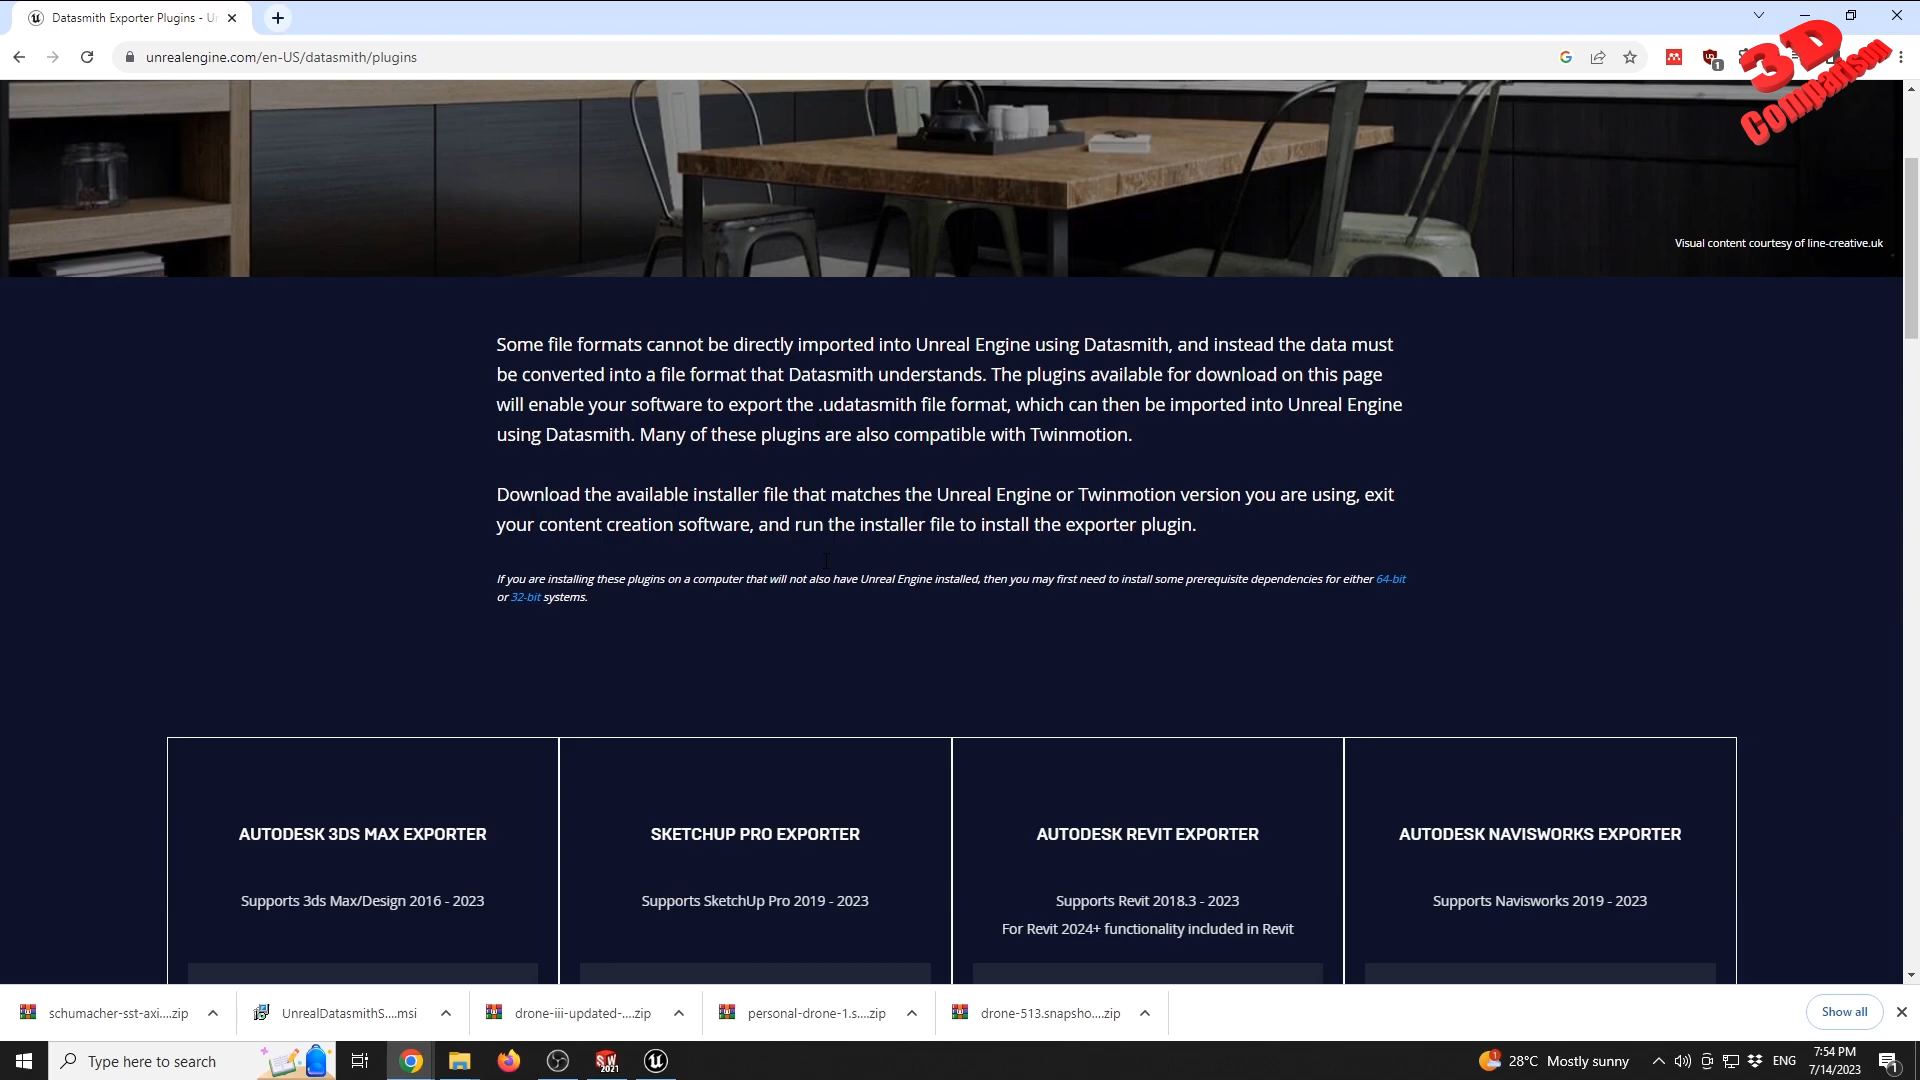 Datasmith Exporter Plugins - Un
unrealengine.com/en-US/datasmith/plugins
1
3D
Comparison
Visual content courtesy of line-creative.uk
Some file formats cannot be directly imported into Unreal Engine using Datasmith, and instead the data must
be converted into a file format that Datasmith understands. The plugins available for download on this page
will enable your software to export the .udatasmith file format, which can then be imported into Unreal Engine
using Datasmith. Many of these plugins are also compatible with Twinmotion.
Download the available installer file that matches the Unreal Engine or Twinmotion version you are using, exit
your content creation software, and run the installer file to install the exporter plugin.
If you are installing these plugins on a computer that will not also have Unreal Engine installed, then you may first need to install some prerequisite dependencies for either 64-bit
or 32-bit systems.
AUTODESK 3DS MAX EXPORTER
Supports 3ds Max/Design 2016 - 2023
SKETCHUP PRO EXPORTER
Supports SketchUp Pro 2019 - 2023
AUTODESK REVIT EXPORTER
Supports Revit 2018.3 - 2023
For Revit 2024+ functionality included in Revit
AUTODESK NAVISWORKS EXPORTER
Supports Navisworks 2019 - 2023
schumacher-sst-axi....zip
UnrealDatasmithS....msi
drone-iii-updated-....zip
personal-drone-1.s....zip
drone-513.snapsho....zip
Show all
Type here to search
SW
2021
1
28°C Mostly sunny
ENG
7:54 PM
7/14/2023
1